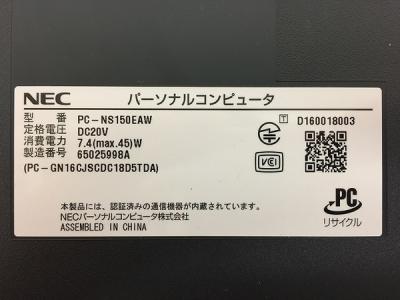 NEC パーソナルコンピュータ
型 番 PC-NS150EAW
定格電圧 DC20V
消費電力 7.4(max.45)W
製造番号 65025998A
(PC-GN16CJSCDC18D5TDA)
T D160018003
VCCI
PC
リサイクル
本製品には、認証済みの通信機器が内蔵されています。
NECパーソナルコンピュータ株式会社
ASSEMBLED IN CHINA